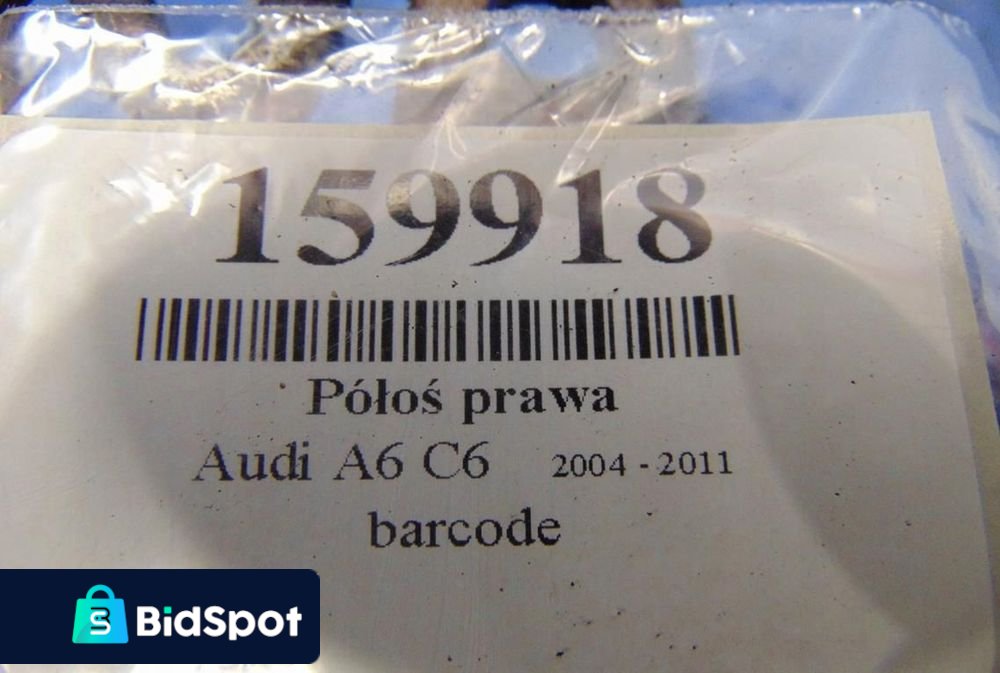 159918
Półoś prawa
Audi A6 C6 2004 - 2011
barcode
BidSpot